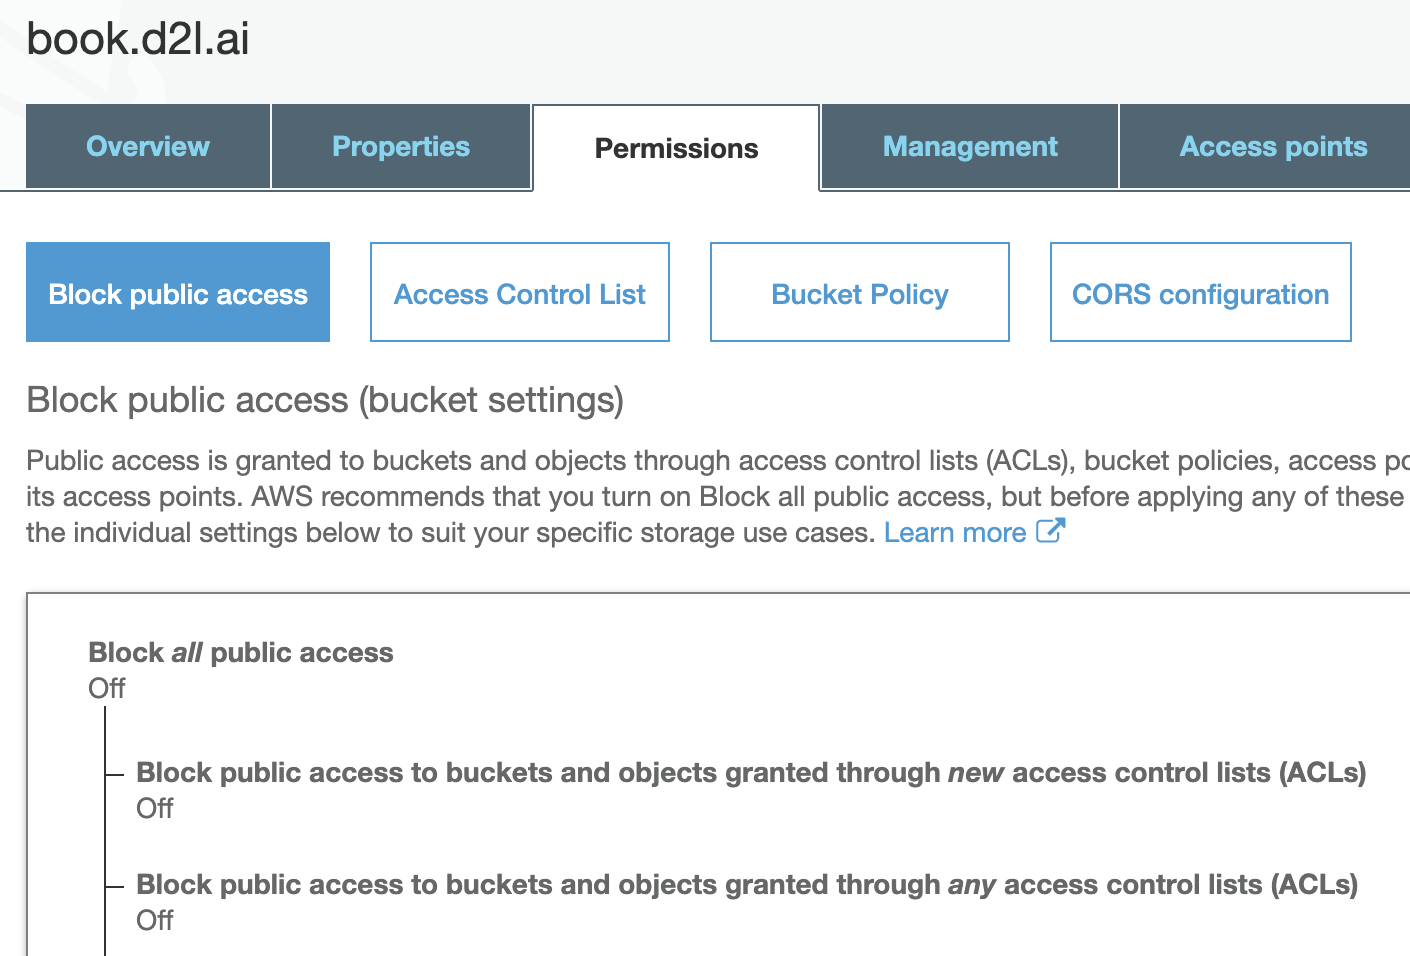 book.d2l.ai
Overview Properties Permissions Management Access points
Block public access Access Control List Bucket Policy CORS configuration
Block public access (bucket settings)
Public access is granted to buckets and objects through access control lists (ACLs), bucket policies, access
its access points. AWS recommends that you turn on Block all public access, but before applying any of these
the individual settings below to suit your specific storage use cases. Learn more
Block all public access
Off
Block public access to buckets and objects granted through new access control lists (ACLs)
Off
Block public access to buckets and objects granted through any access control lists (ACLs)
Off